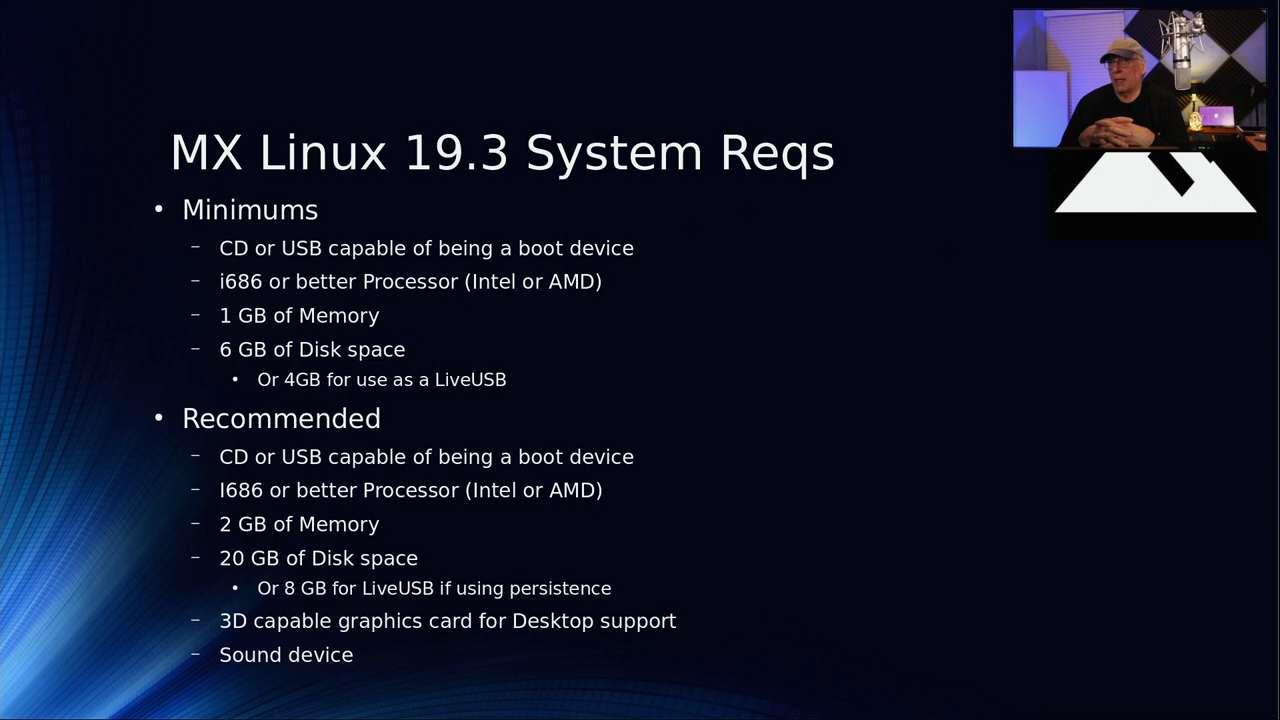 MX Linux 19.3 System Reqs
• Minimums
– CD or USB capable of being a boot device
– i686 or better Processor (Intel or AMD)
– 1 GB of Memory
– 6 GB of Disk space
• Or 4GB for use as a LiveUSB
• Recommended
– CD or USB capable of being a boot device
– I686 or better Processor (Intel or AMD)
– 2 GB of Memory
– 20 GB of Disk space
• Or 8 GB for LiveUSB if using persistence
– 3D capable graphics card for Desktop support
– Sound device